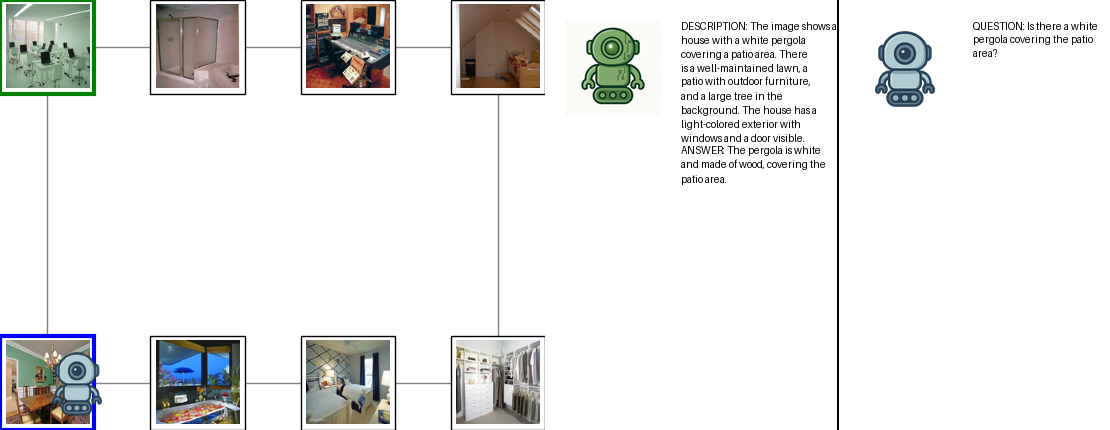 DESCRIPTION: The image shows a
house with a white pergola
covering a patio area. There
is a well-maintained lawn, a
patio with outdoor furniture,
and a large tree in the
background. The house has a
light-colored exterior with
windows and a door visible.
ANSWER: The pergola is white
and made of wood, covering the
patio area.
QUESTION: Is there a white
pergola covering the patio
area?